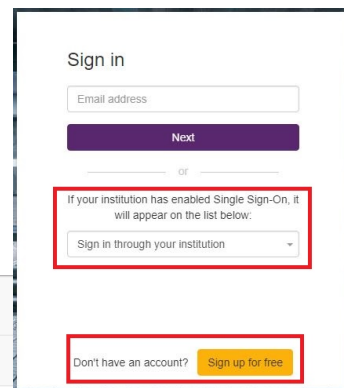 Sign in
Email address
Next
or
If your institution has enabled Single Sign-On, it
will appear on the list below:
Sign in through your institution
Don't have an account?
Sign up for free